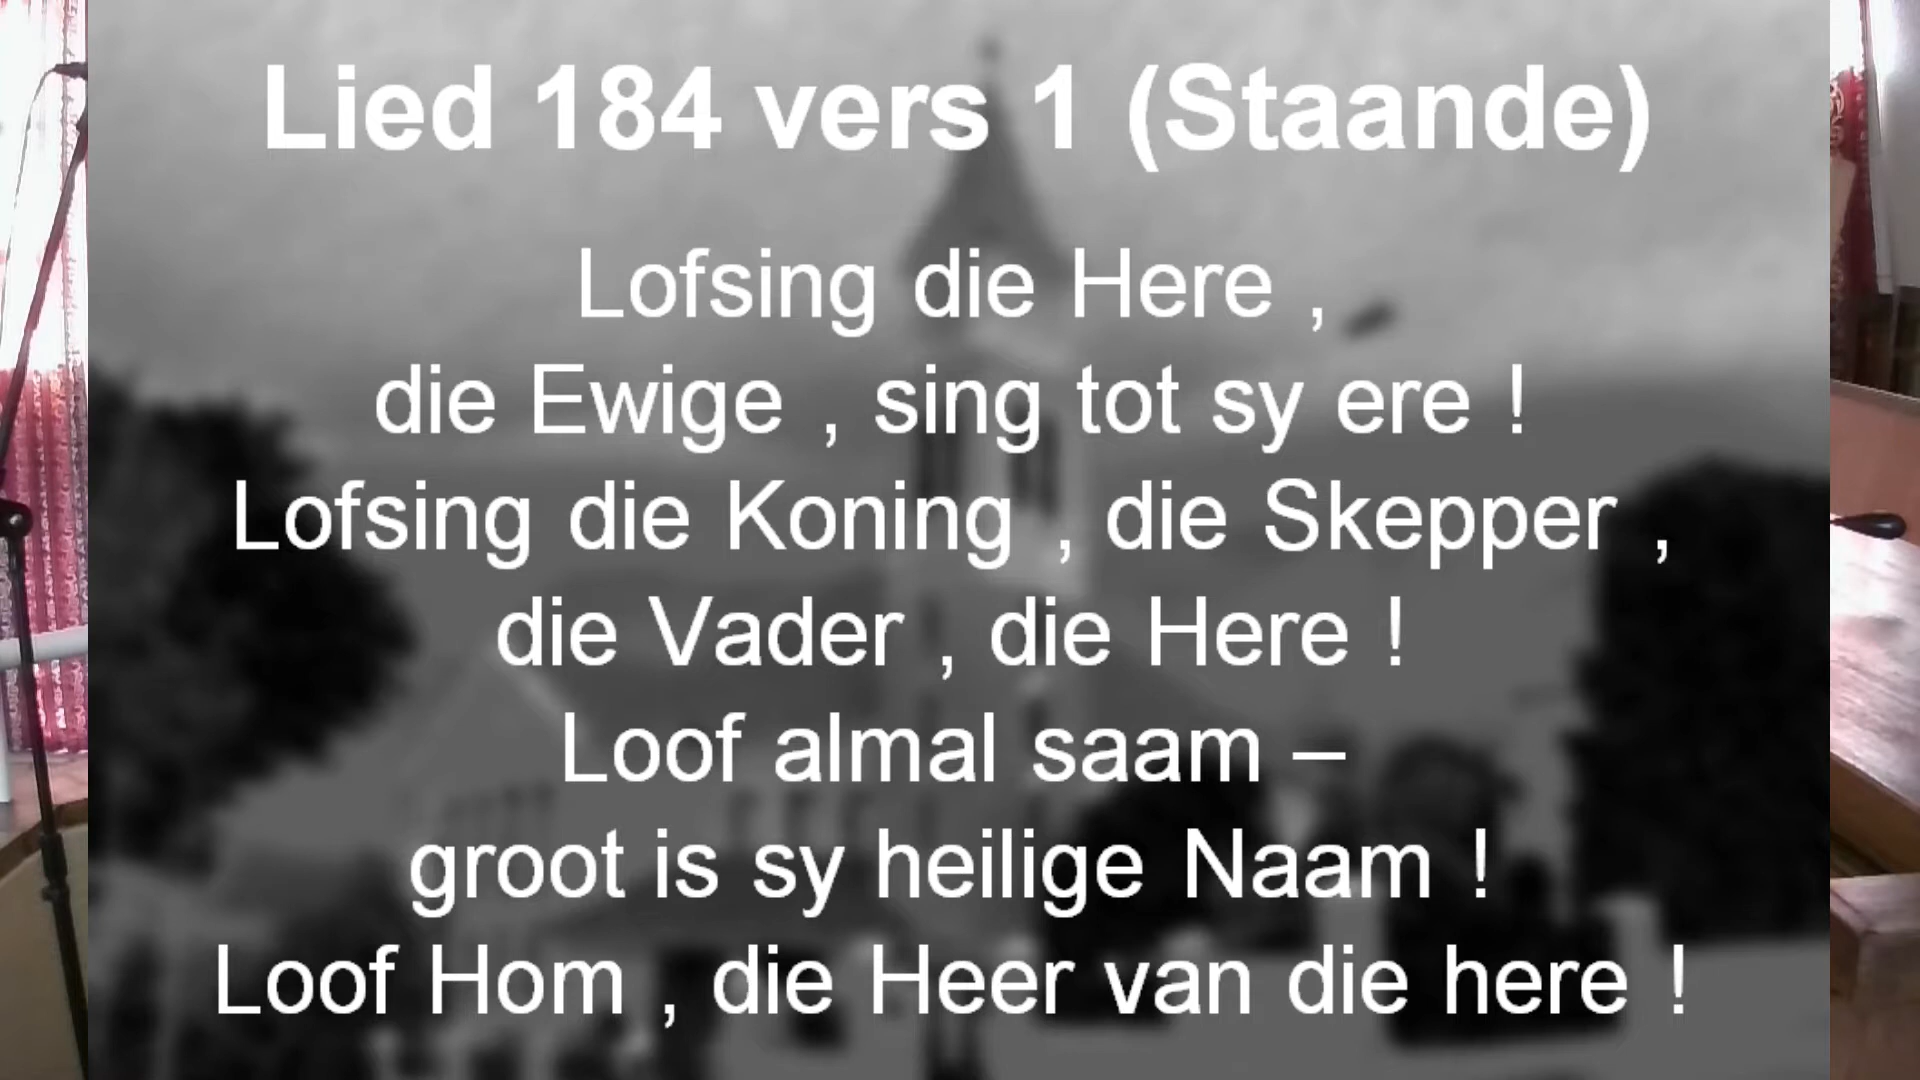 Lied 184 vers 1 (Staande)
Lofsing die Here ,
die Ewige , sing tot sy ere !
Lofsing die Koning , die Skepper ,
die Vader , die Here !
Loof almal saam –
groot is sy heilige Naam !
Loof Hom , die Heer van die here !